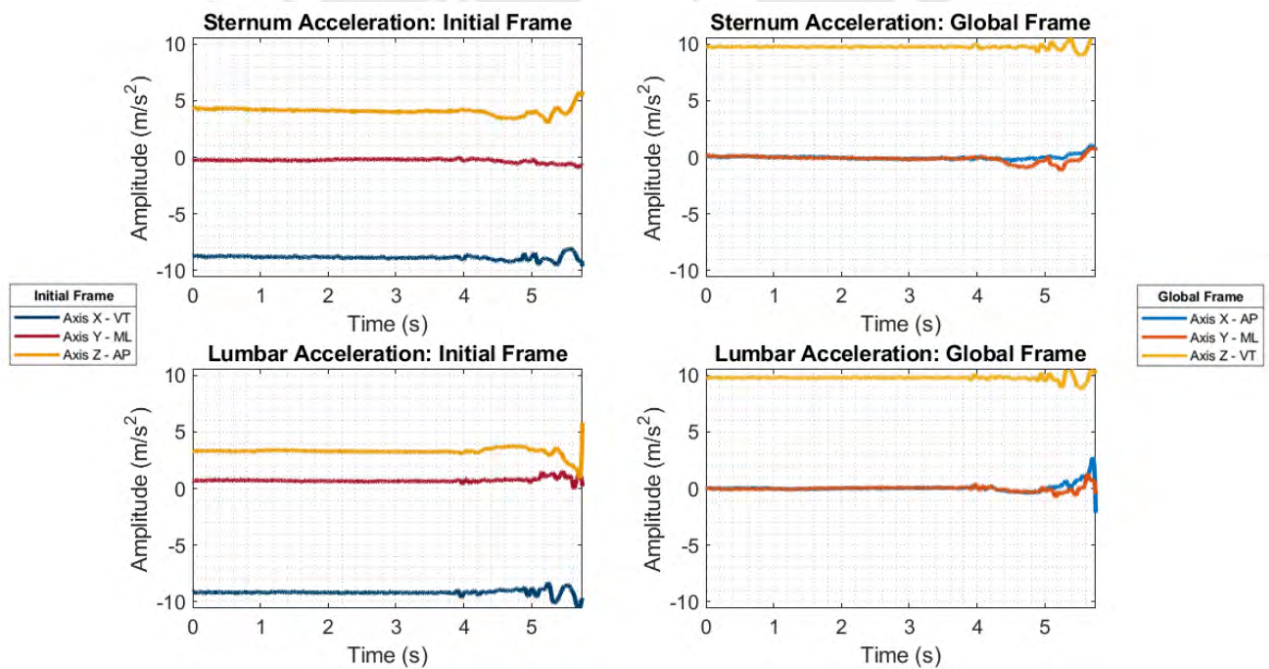 Sternum Acceleration: Initial Frame
10
5
0
-5
-10
Amplitude (m/s²)
0 1 2 3 4 5
Time (s)
Sternum Acceleration: Global Frame
10
5
0
-5
-10
Amplitude (m/s²)
0 1 2 3 4 5
Time (s)
Initial Frame
Axis X - VT
Axis Y - ML
Axis Z - AP
Global Frame
Axis X - AP
Axis Y - ML
Axis Z - VT
Lumbar Acceleration: Initial Frame
10
5
0
-5
-10
Amplitude (m/s²)
0 1 2 3 4 5
Time (s)
Lumbar Acceleration: Global Frame
10
5
0
-5
-10
Amplitude (m/s²)
0 1 2 3 4 5
Time (s)